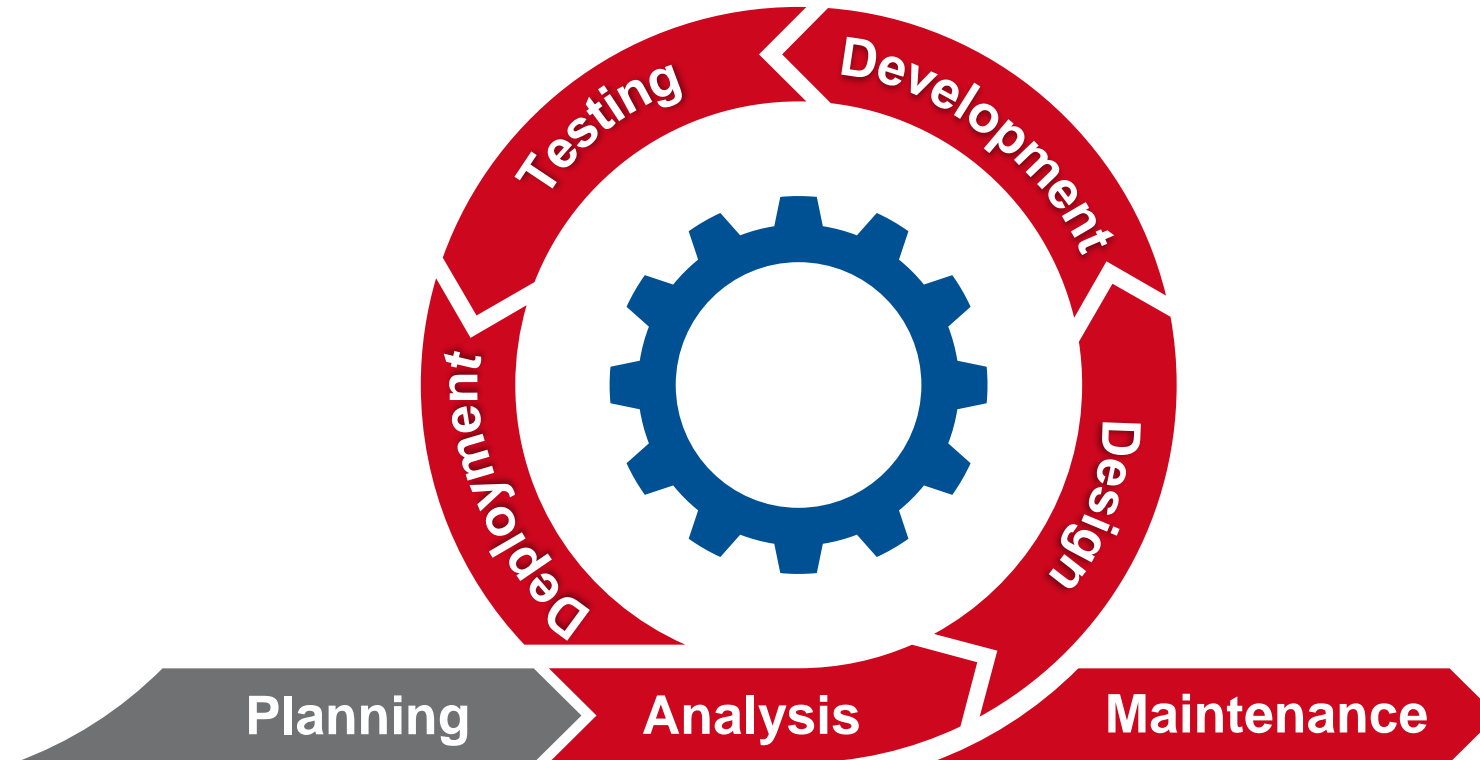 Planning
Analysis
Design
Development
Testing
Deployment
Maintenance